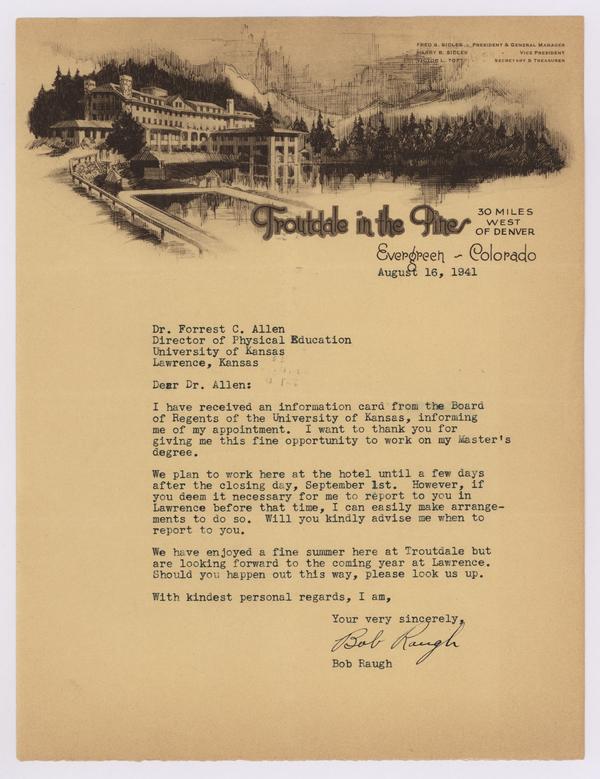 FRED G. SIDLES - PRESIDENT & GENERAL MANAGER
HARRY B. SIDLES - VICE PRESIDENT
VICTOR L. TOFT - SECRETARY & TREASURER
Troutdale in the Pines
30 MILES
WEST
OF DENVER
Evergreen ~ Colorado
August 16, 1941
Dr. Forrest C. Allen
Director of Physical Education
University of Kansas
Lawrence, Kansas
Dear Dr. Allen:
I have received an information card from the Board
of Regents of the University of Kansas, informing
me of my appointment. I want to thank you for
giving me this fine opportunity to work on my Master's
degree.
We plan to work here at the hotel until a few days
after the closing day, September 1st. However, if
you deem it necessary for me to report to you in
Lawrence before that time, I can easily make arrange-
ments to do so. Will you kindly advise me when to
report to you.
We have enjoyed a fine summer here at Troutdale but
are looking forward to the coming year at Lawrence.
Should you happen out this way, please look us up.
With kindest personal regards, I am,
Your very sincerely,
Bob Raugh
Bob Raugh